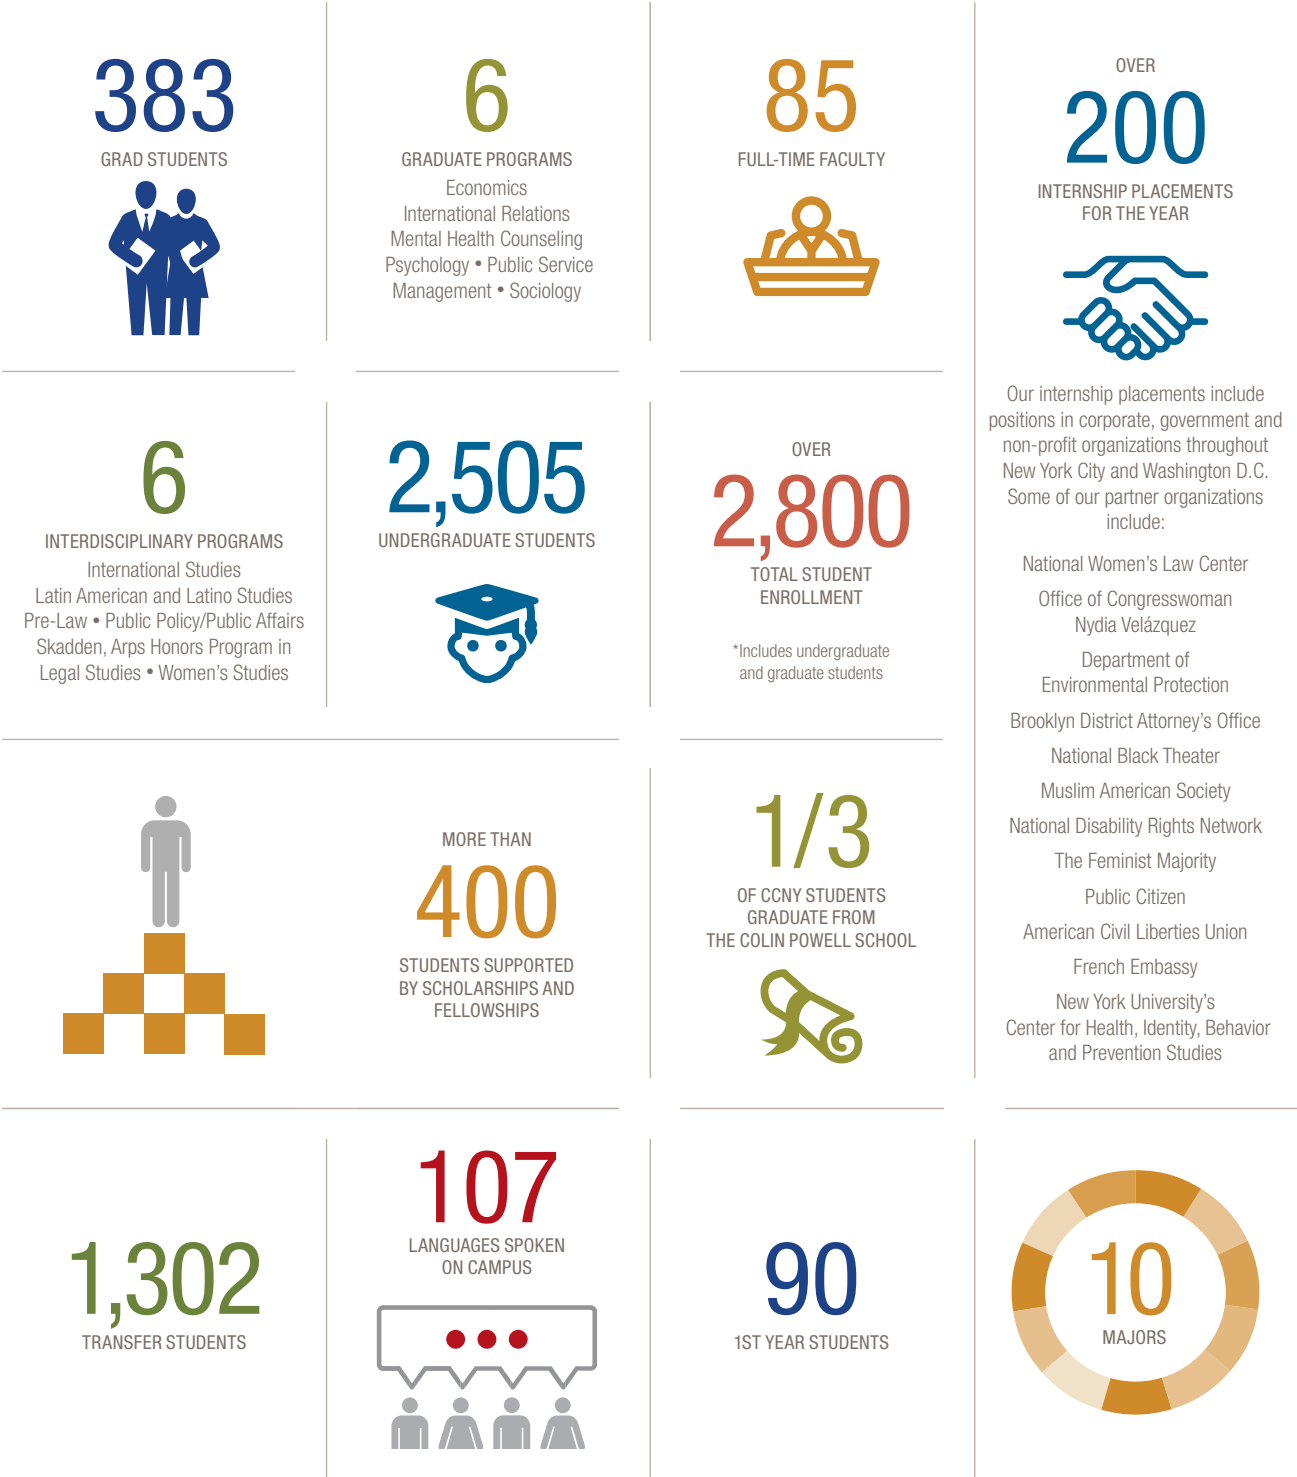 383
GRAD STUDENTS
6
GRADUATE PROGRAMS
Economics
International Relations
Mental Health Counseling
Psychology • Public Service
Management • Sociology
85
FULL-TIME FACULTY
OVER
200
INTERNSHIP PLACEMENTS
FOR THE YEAR
Our internship placements include
positions in corporate, government and
non-profit organizations throughout
New York City and Washington D.C.
Some of our partner organizations
include:
National Women’s Law Center
Office of Congresswoman
Nydia Velázquez
Department of
Environmental Protection
Brooklyn District Attorney’s Office
National Black Theater
Muslim American Society
National Disability Rights Network
The Feminist Majority
Public Citizen
American Civil Liberties Union
French Embassy
New York University’s
Center for Health, Identity, Behavior
and Prevention Studies
6
INTERDISCIPLINARY PROGRAMS
International Studies
Latin American and Latino Studies
Pre-Law • Public Policy/Public Affairs
Skadden, Arps Honors Program in
Legal Studies • Women’s Studies
2,505
UNDERGRADUATE STUDENTS
OVER
2,800
TOTAL STUDENT
ENROLLMENT
*Includes undergraduate
and graduate students
MORE THAN
400
STUDENTS SUPPORTED
BY SCHOLARSHIPS AND
FELLOWSHIPS
1/3
OF CCNY STUDENTS
GRADUATE FROM
THE COLIN POWELL SCHOOL
1,302
TRANSFER STUDENTS
107
LANGUAGES SPOKEN
ON CAMPUS
90
1ST YEAR STUDENTS
10
MAJORS